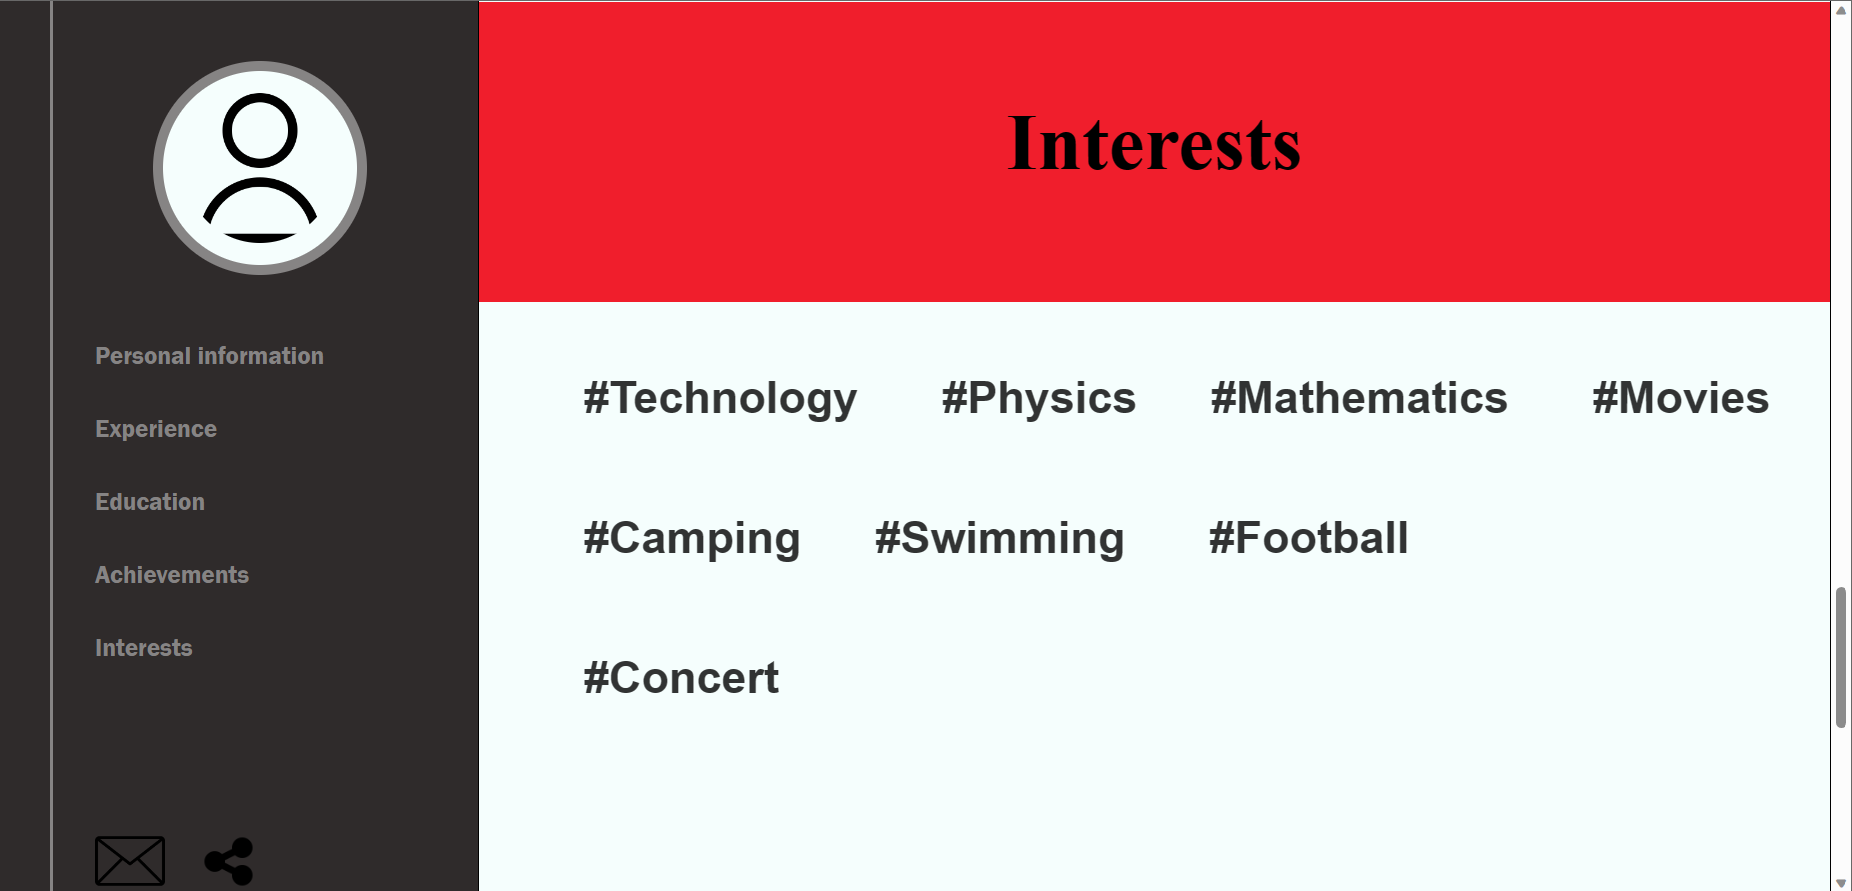 Personal information
Experience
Education
Achievements
Interests
Interests
#Technology #Physics #Mathematics #Movies
#Camping #Swimming #Football
#Concert